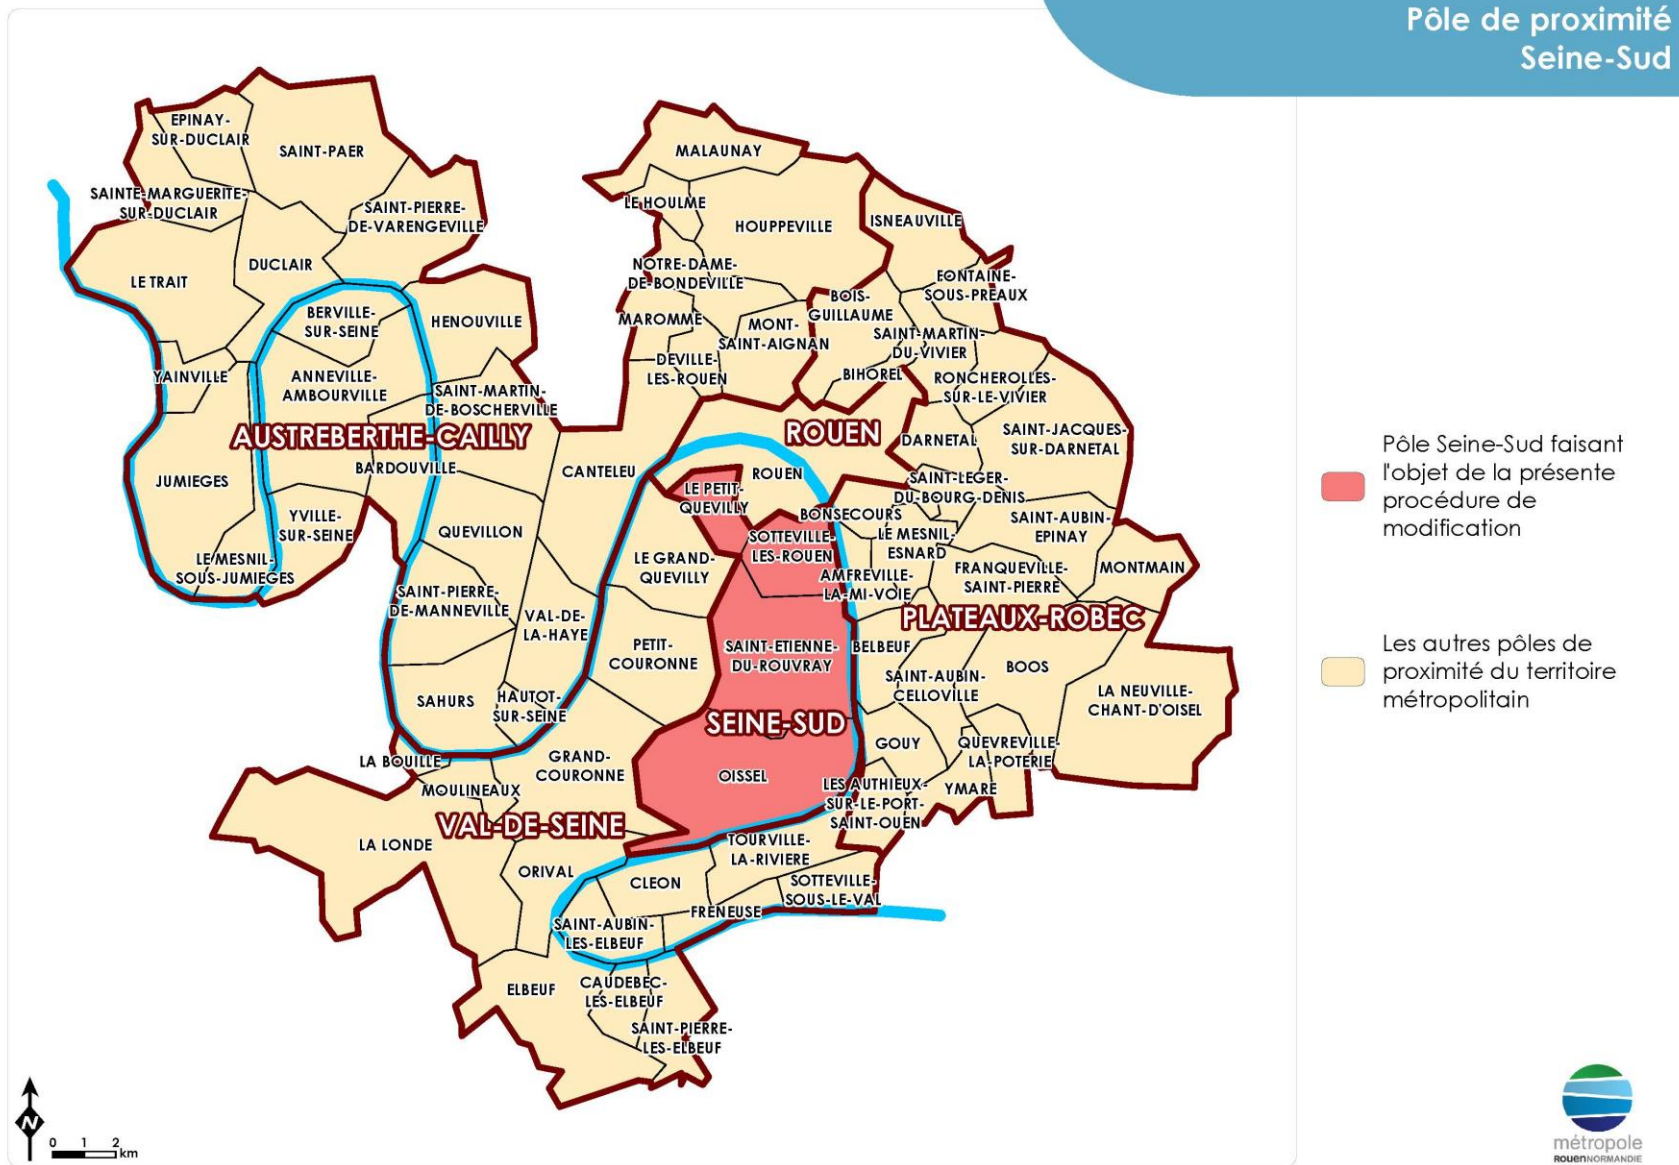 Pôle de proximité
Seine-Sud
EPINAY-
SUR-DUCLAIR
SAINT-PAER
SAINTE-MARGUERITE-
SUR-DUCLAIR
SAINT-PIERRE-
DE-VARENGEVILLE
DUCLAIR
LE TRAIT
BERVILLE-
SUR-SEINE
HENOUVILLE
YAINVILLE
ANNEVILLE-
AMBOURVILLE
SAINT-MARTIN-
DE-BOSCHERVILLE
AUSTREBERTHE-CAILLY
BARDOUVILLE
JUMIEGES
YVILLE-
SUR-SEINE
LE MESNIL-
SOUS-JUMIEGES
QUEVILLON
CANTELEU
SAINT-PIERRE-
DE-MANNEVILLE
VAL-DE-
LA-HAYE
SAHURS
HAUTOT-
SUR-SEINE
MALAUNAY
LE HOULME
HOUPPEVILLE
ISNEAUVILLE
NOTRE-DAME-
DE-BONDEVILLE
FONTAINE-
SOUS-PREAUX
BOIS-
GUILLAUME
MAROMME
MONT-
SAINT-AIGNAN
SAINT-MARTIN-
DU-VIVIER
DEVILLE-
LES-ROUEN
BIHOREL
RONCHEROLLES-
SUR-LE-VIVIER
ROUEN
DARNETAL
SAINT-JACQUES-
SUR-DARNETAL
ROUEN
SAINT-LEGER-
DU-BOURG-DENIS
LE PETIT-
QUEVILLY
BONSECOURS
SAINT-AUBIN-
EPINAY
SOTTEVILLE-
LES-ROUEN
LE MESNIL-
ESNARD
LE GRAND-
QUEVILLY
AMFREVILLE-
LA-MI-VOIE
FRANQUEVILLE-
SAINT-PIERRE
MONTMAIN
PLATEAUX-ROBEC
PETIT-
COURONNE
SAINT-ETIENNE-
DU-ROUVRAY
BELBEUF
BOOS
SAINT-AUBIN-
CELLOVILLE
LA NEUVILLE-
CHANT-D'OISEL
SEINE-SUD
GOUY
QUEVREVILLE-
LA-POTERIE
LA BOUILLE
GRAND-
COURONNE
OISSEL
MOULINEAUX
LES AUTHIEUX-
SUR-LE-PORT-
SAINT-OUEN
YMARE
VAL-DE-SEINE
LA LONDE
TOURVILLE-
LA-RIVIERE
ORIVAL
CLEON
SOTTEVILLE-
SOUS-LE-VAL
FRENEUSE
SAINT-AUBIN-
LES-ELBEUF
ELBEUF
CAUDEBEC-
LES-ELBEUF
SAINT-PIERRE-
LES-ELBEUF
Pôle Seine-Sud faisant
l'objet de la présente
procédure de
modification
Les autres pôles de
proximité du territoire
métropolitain
N
0 1 2
km
métropole
ROUENNORMANDIE